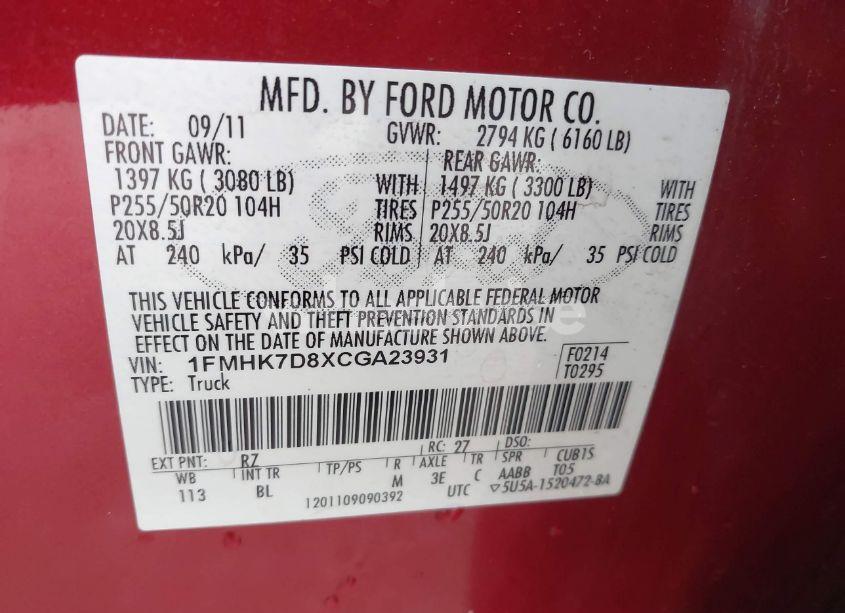 MFD. BY FORD MOTOR CO.
DATE: 09/11 GVWR: 2794 KG ( 6160 LB)
FRONT GAWR: REAR GAWR:
1397 KG ( 3080 LB) WITH 1497 KG ( 3300 LB) WITH
P255/50R20 104H TIRES P255/50R20 104H TIRES
20X8.5J RIMS 20X8.5J RIMS
AT 240 kPa/ 35 PSI COLD AT 240 kPa/ 35 PSI COLD
THIS VEHICLE CONFORMS TO ALL APPLICABLE FEDERAL MOTOR
VEHICLE SAFETY AND THEFT PREVENTION STANDARDS IN
EFFECT ON THE DATE OF MANUFACTURE SHOWN ABOVE.
VIN: 1FMHK7D8XCGA23931 F0214
TYPE: Truck T0295
EXT PNT: RZ RC: 27 DSO:
WB INT TR TP/PS R AXLE TR SPR CUB1S
113 BL M 3E C AABB T05
1201109090392 UTC ▽5U5A-1520472-BA